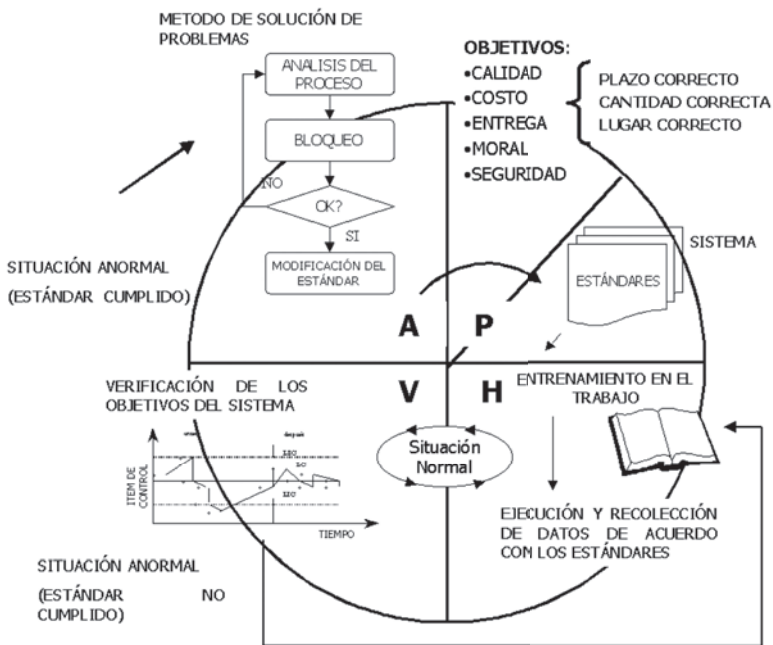 METODO DE SOLUCIÓN DE
PROBLEMAS
ANALISIS DEL
PROCESO
BLOQUEO
NO
OK?
SI
MODIFICACIÓN DEL
ESTÁNDAR
OBJETIVOS:
•CALIDAD
•COSTO
•ENTREGA
•MORAL
•SEGURIDAD
PLAZO CORRECTO
CANTIDAD CORRECTA
LUGAR CORRECTO
SITUACIÓN ANORMAL
(ESTÁNDAR CUMPLIDO)
SISTEMA
ESTÁNDARES
A P
V H
VERIFICACIÓN DE LOS
OBJETIVOS DEL SISTEMA
ITEM DE
CONTROL
TIEMPO
Situación
Normal
ENTRENAMIENTO EN EL
TRABAJO
EJECUCIÓN Y RECOLECCIÓN
DE DATOS DE ACUERDO
CON LOS ESTÁNDARES
SITUACIÓN ANORMAL
(ESTÁNDAR NO
CUMPLIDO)